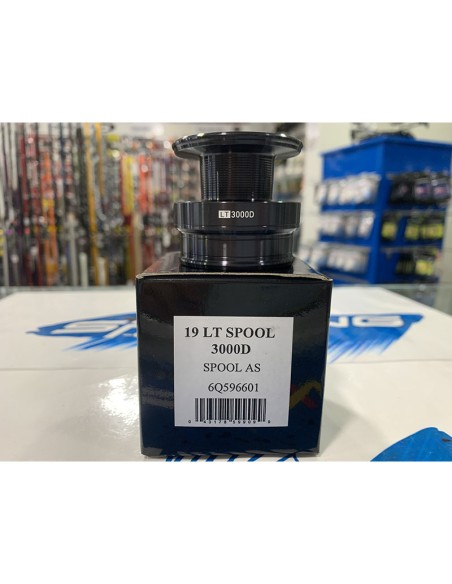 LT3000D
19 LT SPOOL
3000D
SPOOL AS
6Q596601